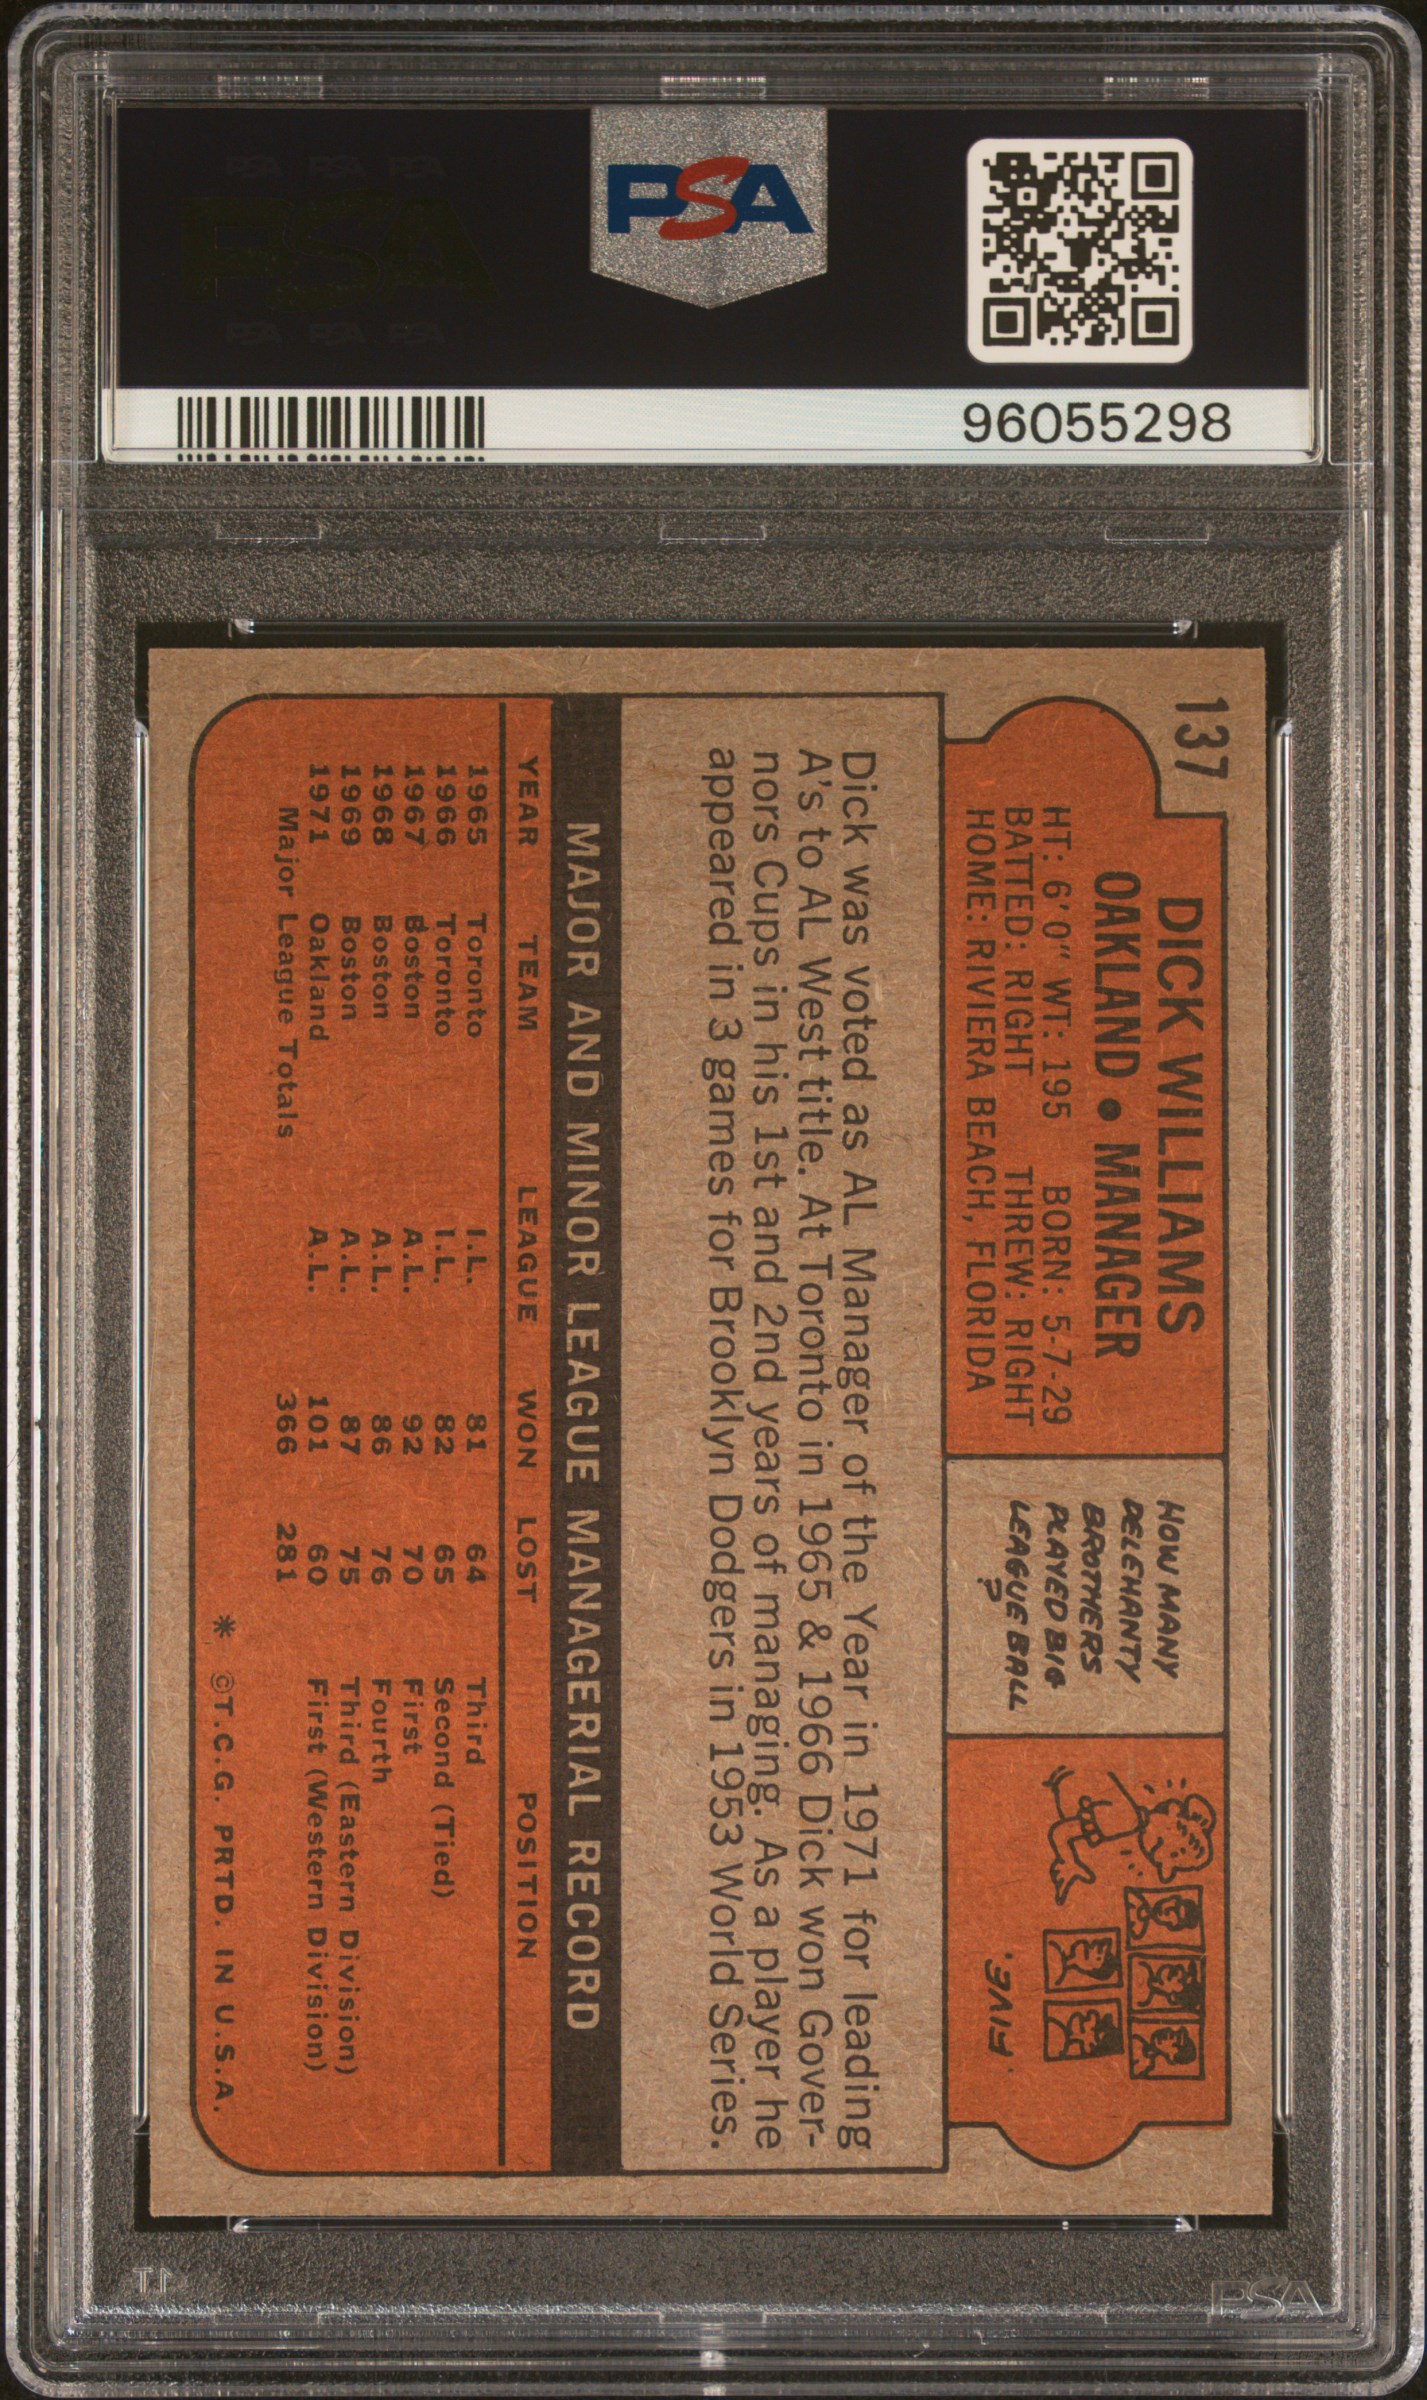 PSA PSA PSA
PSA
PSA PSA PSA
PSA
96055298
137
DICK WILLIAMS
OAKLAND • MANAGER
HT: 6'0" WT: 195 BORN: 5-7-29
BATTED: RIGHT THREW: RIGHT
HOME: RIVIERA BEACH, FLORIDA
HOW MANY
DELEHANTY
BROTHERS
PLAYED BIG
LEAGUE BALL
?
FIVE.
Dick was voted as AL Manager of the Year in 1971 for leading
A's to AL West title. At Toronto in 1965 & 1966 Dick won Gover-
nors Cups in his 1st and 2nd years of managing. As a player he
appeared in 3 games for Brooklyn Dodgers in 1953 World Series.
MAJOR AND MINOR LEAGUE MANAGERIAL RECORD
YEAR TEAM LEAGUE WON LOST POSITION
1965 Toronto I.L. 81 64 Third
1966 Toronto I.L. 82 65 Second (Tied)
1967 Boston A.L. 92 70 First
1968 Boston A.L. 86 76 Fourth
1969 Boston A.L. 87 75 Third (Eastern Division)
1971 Oakland A.L. 101 60 First (Western Division)
Major League Totals 366 281
* ©T.C.G. PRTD. IN U.S.A.
PSA